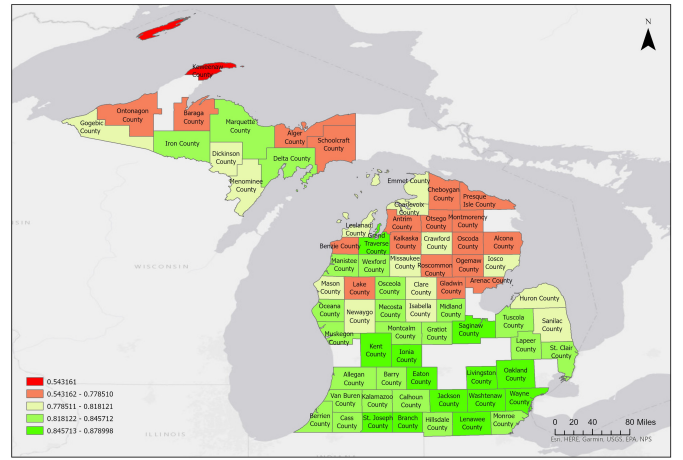 N
Keweenaw
County
Ontonagon
County
Baraga
County
Marquette
County
Alger
County
Schoolcraft
County
Gogebic
County
Iron County
Dickinson
County
Delta County
Menominee
County
Emmet County
Cheboygan
County
Presque
Isle County
Charlevoix
County
Leelanau
County
Antrim
County
Otsego
County
Montmorency
County
Grand
Traverse
County
Benzie County
Kalkaska
County
Crawford
County
Oscoda
County
Alcona
County
Manistee
County
Wexford
County
Missaukee
County
Roscommon
County
Ogemaw
County
Iosco
County
Arenac County
Mason
County
Lake
County
Osceola
County
Clare
County
Gladwin
County
Huron County
Oceana
County
Newaygo
County
Mecosta
County
Isabella
County
Midland
County
Tuscola
County
Sanilac
County
Muskegon
County
Montcalm
County
Gratiot
County
Saginaw
County
Lapeer
County
St. Clair
County
Kent
County
Ionia
County
Allegan
County
Barry
County
Eaton
County
Livingston
County
Oakland
County
Van Buren
County
Kalamazoo
County
Calhoun
County
Jackson
County
Washtenaw
County
Wayne
County
Berrien
County
Cass
County
St. Joseph
County
Branch
County
Hillsdale
County
Lenawee
County
Monroe
County
WISCONSIN
ILLINOIS
0.543161
0.543162 - 0.778510
0.778511 - 0.818121
0.818122 - 0.845712
0.845713 - 0.878998
0 20 40 80 Miles
Esri, HERE, Garmin, USGS, EPA, NPS